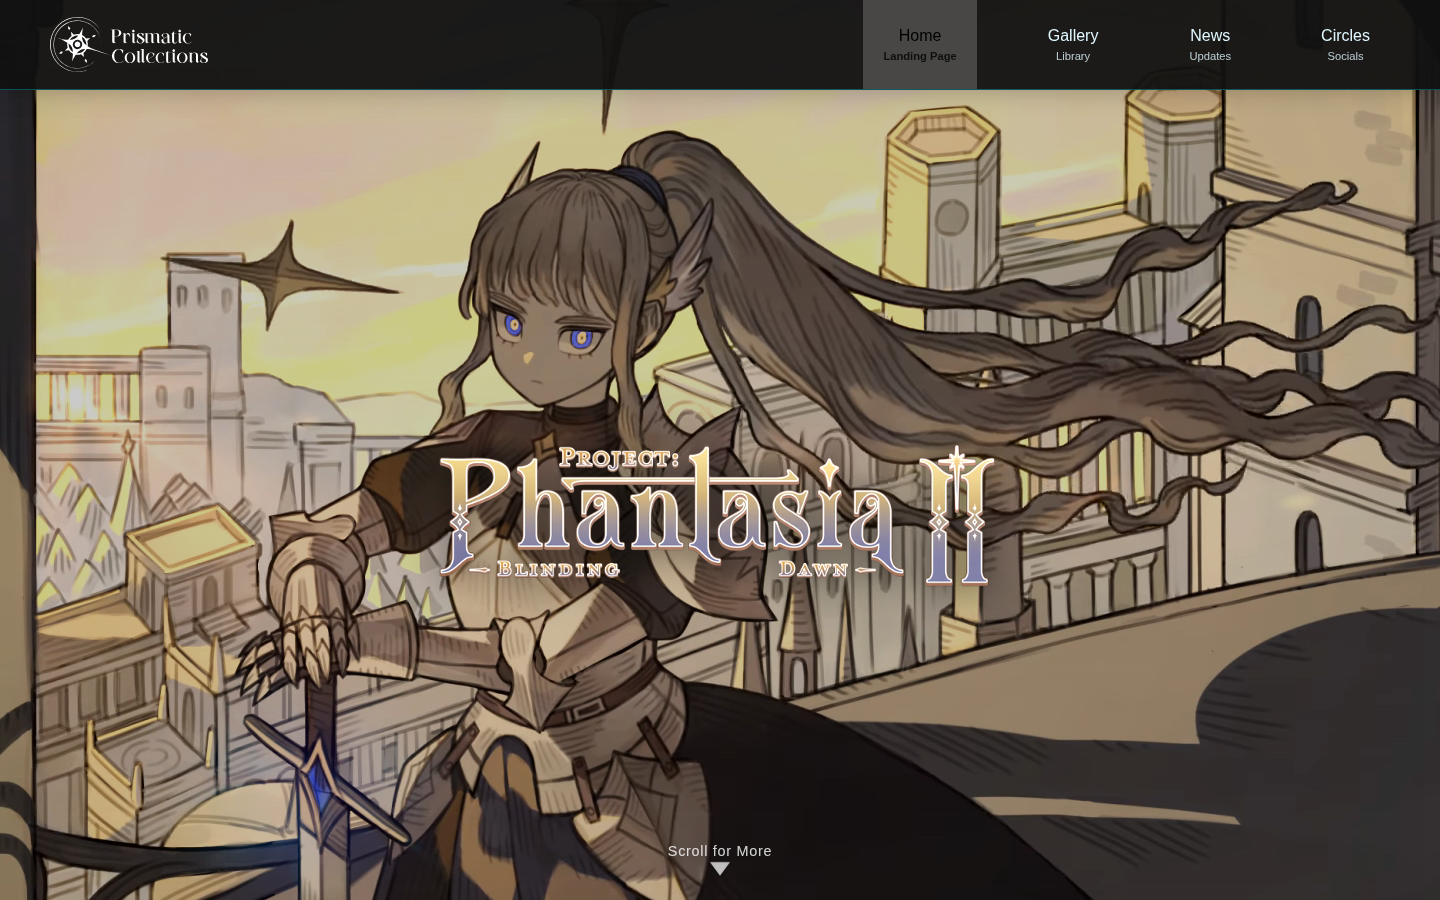 Prismatic
Collections
Home
Landing Page
Gallery
Library
News
Updates
Circles
Socials
PROJECT:
Phantasia II
BLINDING DAWN
Scroll for More